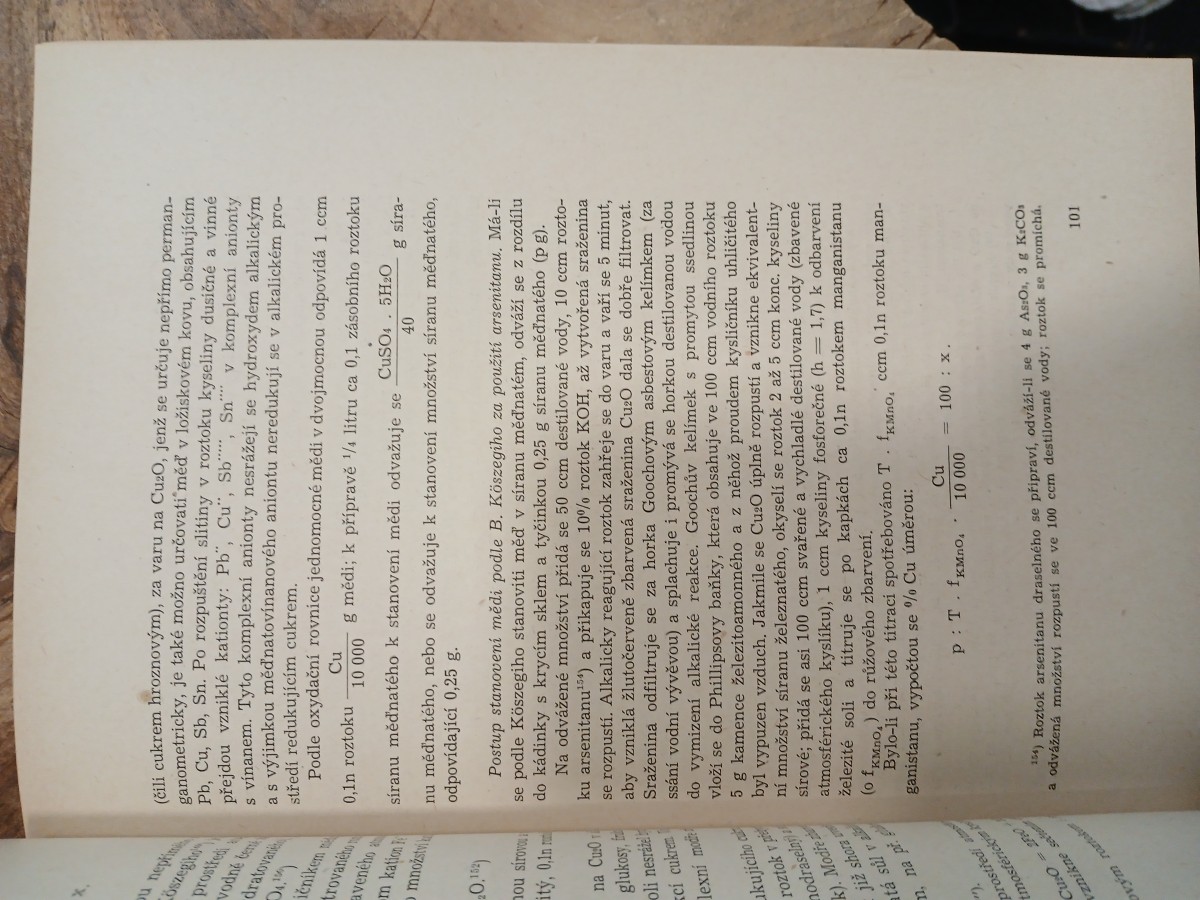 (čili cukrem hroznovým), za varu na Cu2O, jenž se určuje nepřímo perman-
ganometricky, je také možno určovati měď v ložiskovém kovu, obsahujícím
Pb, Cu, Sb, Sn. Po rozpuštění slitiny v roztoku kyseliny dusičné a vinné
přejdou vzniklé kationty: Pb··, Cu··, Sb·····, Sn···· v komplexní anionty
s vínanem. Tyto komplexní anionty nesrážejí se hydroxydem alkalickým
a s výjimkou měďnatovínanového aniontu neredukují se v alkalickém pro-
středí redukujícím cukrem.
Podle oxydační rovnice jednomocné mědi v dvojmocnou odpovídá 1 ccm
0,1n roztoku Cu/10 000 g mědi; k přípravě 1/4 litru ca 0,1 zásobního roztoku
síranu měďnatého k stanovení mědi odvažuje se CuSO4 . 5H2O/40 g síra-
nu měďnatého, nebo se odvažuje k stanovení množství síranu měďnatého,
odpovídající 0,25 g.
Postup stanovení mědi podle B. Köszegiho za použití arsenitanu. Má-li
se podle Köszegiho stanoviti měď v síranu měďnatém, odváží se z rozdílu
do kádinky s krycím sklem a tyčinkou 0,25 g síranu měďnatého (p g).
Na odvážené množství přidá se 50 ccm destilované vody, 10 ccm rozto-
ku arsenitanu¹⁵⁴) a přikapuje se 10% roztok KOH, až vytvořená sraženina
se rozpustí. Alkalicky reagující roztok zahřeje se do varu a vaří se 5 minut,
aby vzniklá žlutočerveně zbarvená sraženina Cu2O dala se dobře filtrovat.
Sraženina odfiltruje se za horka Goochovým asbestovým kelímkem (za
ssání vodní vývěvou) a splachuje i promývá se horkou destilovanou vodou
do vymizení alkalické reakce. Goochův kelímek s promytou ssedlinou
vloží se do Phillipsovy baňky, která obsahuje ve 100 ccm vodního roztoku
5 g kamence železitoamonného a z něhož proudem kysličníku uhličitého
byl vypuzen vzduch. Jakmile se Cu2O úplně rozpustí a vznikne ekvivalent-
ní množství síranu železnatého, okyselí se roztok 2 až 5 ccm konc. kyseliny
sírové; přidá se asi 100 ccm svařené a vychladlé destilované vody (zbavené
atmosférického kyslíku), 1 ccm kyseliny fosforečné (h = 1,7) k odbarvení
železité soli a titruje se po kapkách ca 0,1n roztokem manganistanu
(o fKMnO4) do růžového zbarvení.
Bylo-li při této titraci spotřebováno T . fKMnO4 . ccm 0,1n roztoku man-
ganistanu, vypočtou se % Cu úměrou:
p : T . fKMnO4 . Cu/10 000 = 100 : x .
¹⁵⁴) Roztok arsenitanu draselného se připraví, odváží-li se 4 g As2O3, 3 g K2CO3
a odvážená množství rozpustí se ve 100 ccm destilované vody; roztok se promíchá.
101